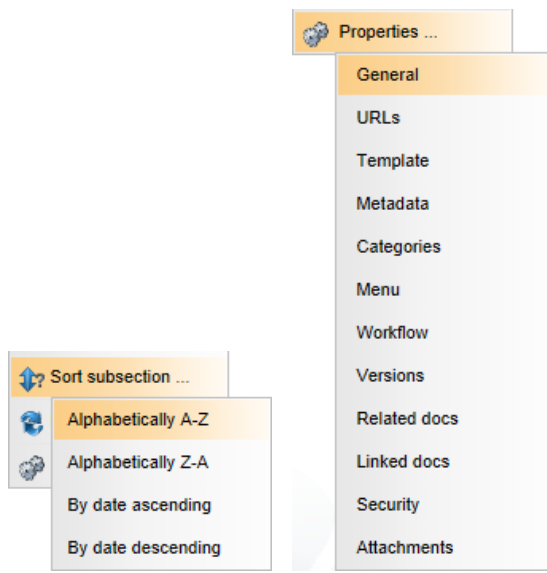 Sort subsection ...
Alphabetically A-Z
Alphabetically Z-A
By date ascending
By date descending
Properties ...
General
URLs
Template
Metadata
Categories
Menu
Workflow
Versions
Related docs
Linked docs
Security
Attachments